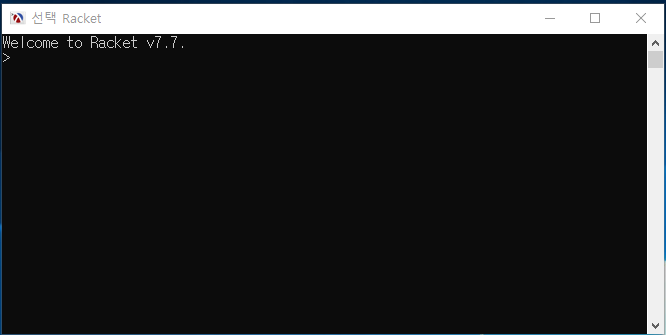 선택 Racket
Welcome to Racket v7.7.
>